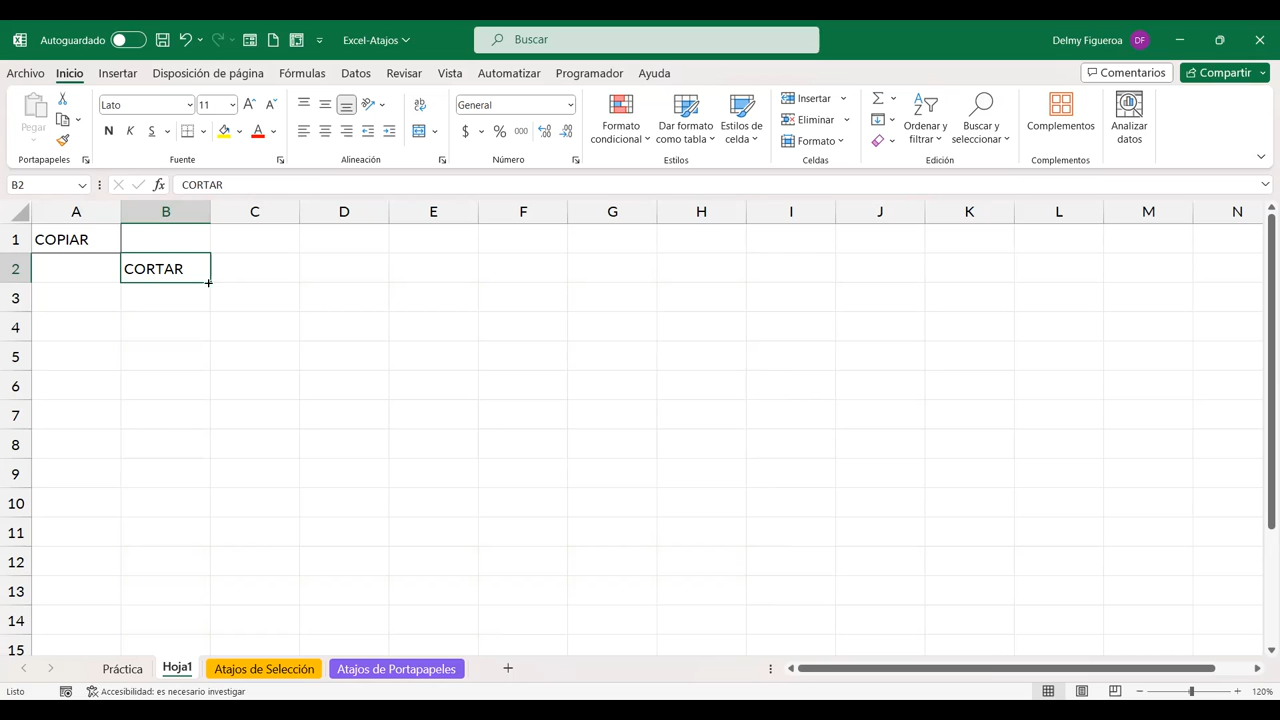 Autoguardado Excel-Atajos Buscar Delmy Figueroa DF
Archivo Inicio Insertar Disposición de página Fórmulas Datos Revisar Vista Automatizar Programador Ayuda Comentarios Compartir
Pegar
Portapapeles
Lato 11
N K S A
Fuente
ab
Alineación
General
$ % 000
Número
Formato condicional
Dar formato como tabla
Estilos de celda
Estilos
Insertar
Eliminar
Formato
Celdas
Ordenar y filtrar
Buscar y seleccionar
Edición
Complementos
Complementos
Analizar datos
B2 fx CORTAR
A B C D E F G H I J K L M N
1 COPIAR
2 CORTAR
3
4
5
6
7
8
9
10
11
12
13
14
15
Práctica Hoja1 Atajos de Selección Atajos de Portapapeles
Listo Accesibilidad: es necesario investigar 120%